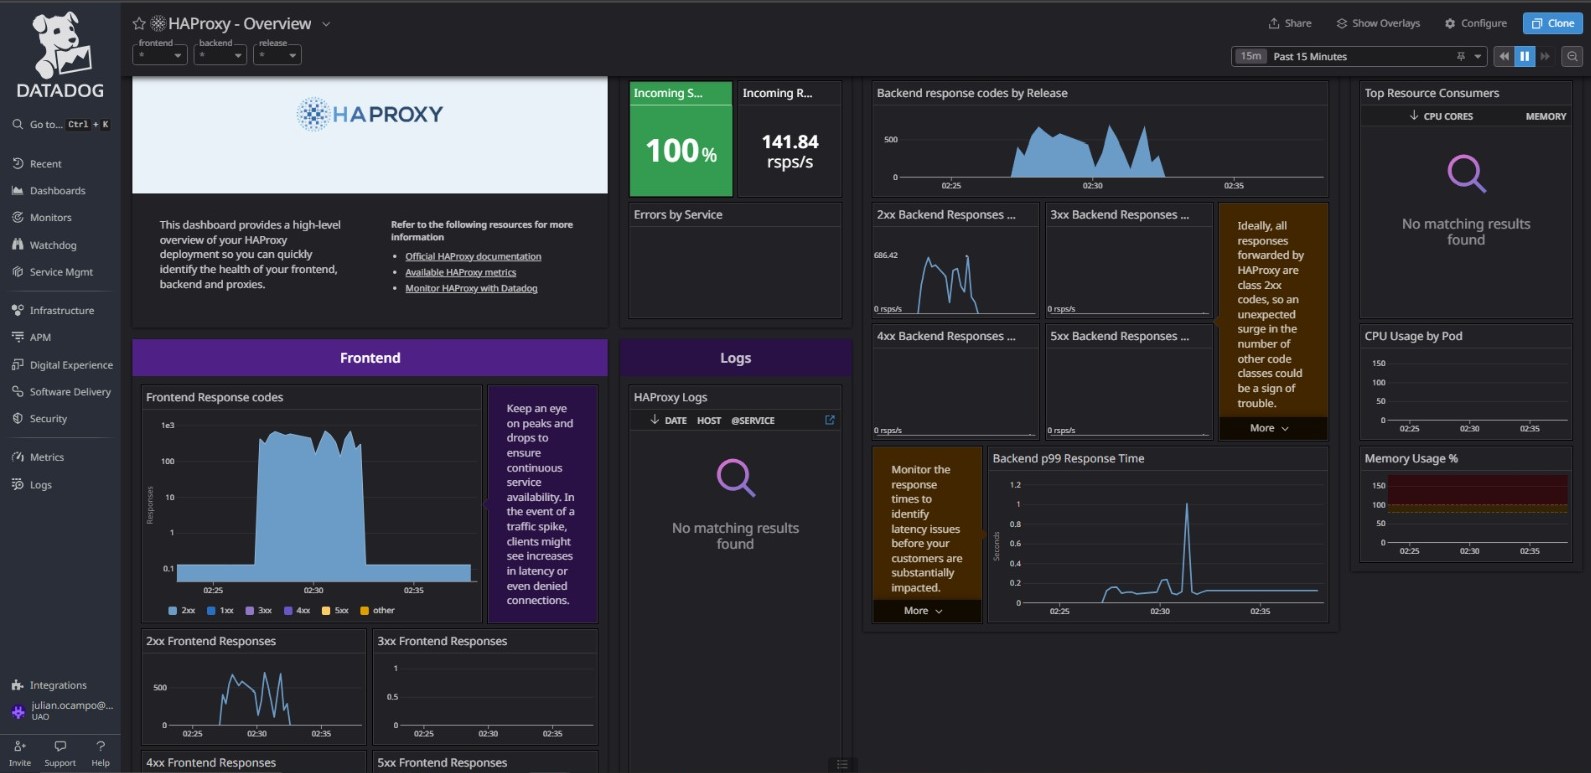 DATADOG
Go to... Ctrl + K
Recent
Dashboards
Monitors
Watchdog
Service Mgmt
Infrastructure
APM
Digital Experience
Software Delivery
Security
Metrics
Logs
Integrations
julian.ocampo@...
UAO
Invite Support Help
HAProxy - Overview
Share Show Overlays Configure Clone
frontend backend release
* * *
15m Past 15 Minutes
HAPROXY
This dashboard provides a high-level
overview of your HAProxy
deployment so you can quickly
identify the health of your frontend,
backend and proxies.
Refer to the following resources for more
information
• Official HAProxy documentation
• Available HAProxy metrics
• Monitor HAProxy with Datadog
Frontend
Frontend Response codes
1e3
100
10
1
0.1
Responses
02:25 02:30 02:35
2xx 1xx 3xx 4xx 5xx other
Keep an eye
on peaks and
drops to
ensure
continuous
service
availability. In
the event of a
traffic spike,
clients might
see increases
in latency or
even denied
connections.
2xx Frontend Responses
500
0
02:25 02:30 02:35
3xx Frontend Responses
1
0.5
0
02:25 02:30 02:35
4xx Frontend Responses
5xx Frontend Responses
Incoming S...
100%
Incoming R...
141.84
rsps/s
Errors by Service
Logs
HAProxy Logs
DATE HOST @SERVICE
No matching results
found
Backend response codes by Release
500
0
02:25 02:30 02:35
2xx Backend Responses ...
686.42
0 rsps/s
3xx Backend Responses ...
0 rsps/s
4xx Backend Responses ...
0 rsps/s
5xx Backend Responses ...
0 rsps/s
Ideally, all
responses
forwarded by
HAProxy are
class 2xx
codes, so an
unexpected
surge in the
number of
other code
classes could
be a sign of
trouble.
More
Monitor the
response
times to
identify
latency issues
before your
customers are
substantially
impacted.
More
Backend p99 Response Time
1.2
1
0.8
0.6
0.4
0.2
0
Seconds
02:25 02:30 02:35
Top Resource Consumers
CPU CORES MEMORY
No matching results
found
CPU Usage by Pod
150
100
50
0
02:25 02:30 02:35
Memory Usage %
150
100
50
0
02:25 02:30 02:35